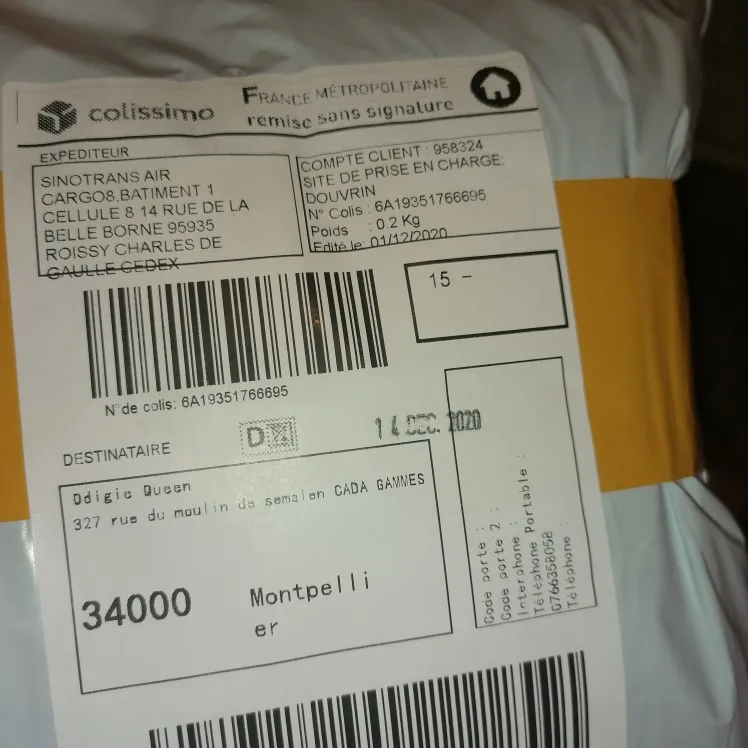 colissimo
FRANCE MÉTROPOLITAINE
remise sans signature
EXPEDITEUR
SINOTRANS AIR
CARGO8,BATIMENT 1
CELLULE 8 14 RUE DE LA
BELLE BORNE 95935
ROISSY CHARLES DE
GAULLE CEDEX
COMPTE CLIENT : 958324
SITE DE PRISE EN CHARGE:
DOUVRIN
N° Colis : 6A19351766695
Poids : 0.2 Kg
Edité le: 01/12/2020
15 -
N°de colis: 6A19351766695
D
14 DEC. 2020
DESTINATAIRE
Odigie Queen
327 rue du moulin de semalen CADA GAMMES
34000 Montpelli
er
Code porte :
Code porte 2 :
Interphone :
Téléphone Portable :
0766358058
Téléphone :